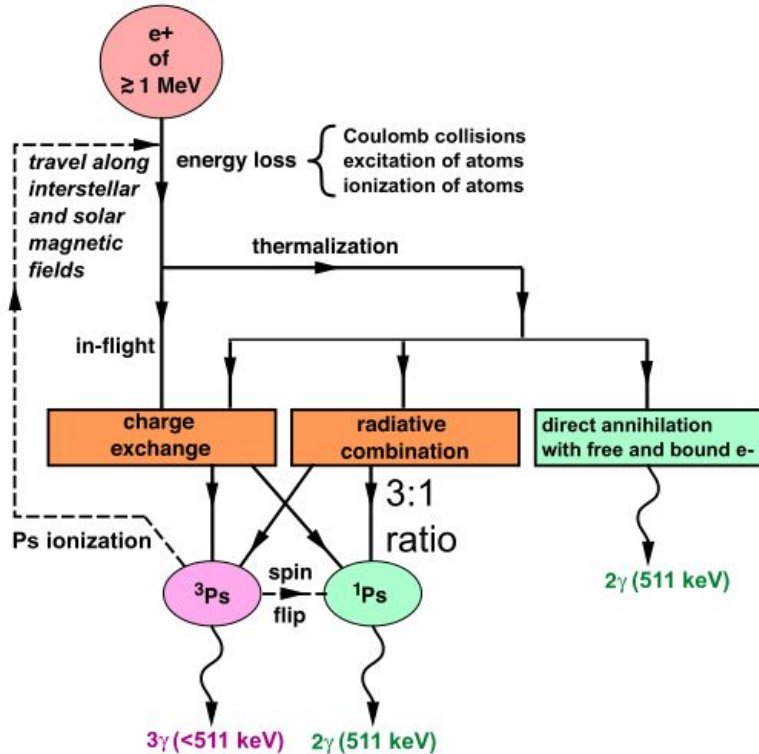 e+
of
≳ 1 MeV
energy loss
Coulomb collisions
excitation of atoms
ionization of atoms
travel along
interstellar
and solar
magnetic
fields
thermalization
in-flight
charge
exchange
radiative
combination
direct annihilation
with free and bound e-
3:1
ratio
Ps ionization
³Ps
spin
flip
¹Ps
2γ (511 keV)
3γ (<511 keV)
2γ (511 keV)